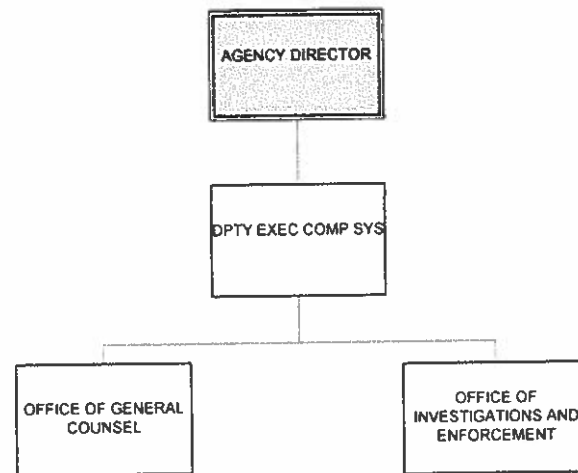 AGENCY DIRECTOR
DPTY EXEC COMP SYS
OFFICE OF GENERAL
COUNSEL
OFFICE OF
INVESTIGATIONS AND
ENFORCEMENT